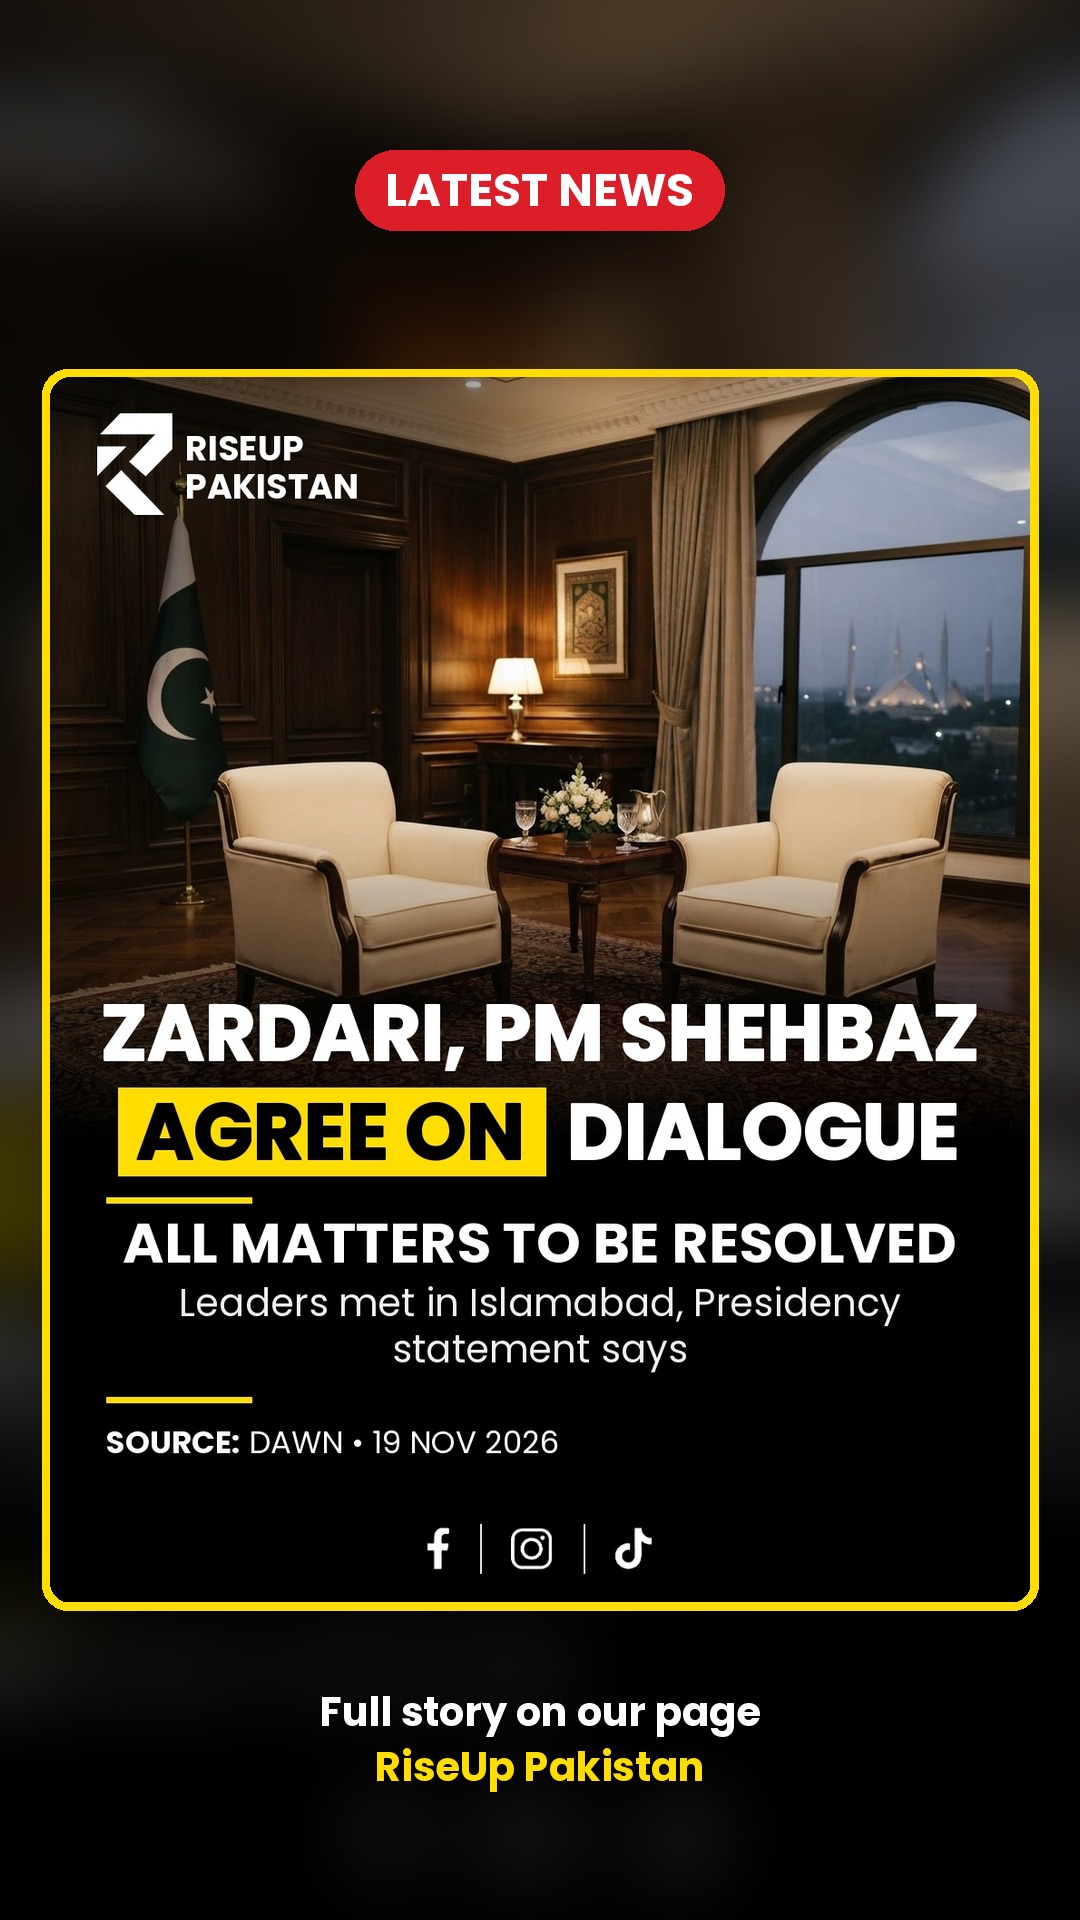 LATEST NEWS
RISEUP
PAKISTAN
ZARDARI, PM SHEHBAZ
AGREE ON DIALOGUE
ALL MATTERS TO BE RESOLVED
Leaders met in Islamabad, Presidency
statement says
SOURCE: DAWN • 19 NOV 2026
Full story on our page
RiseUp Pakistan